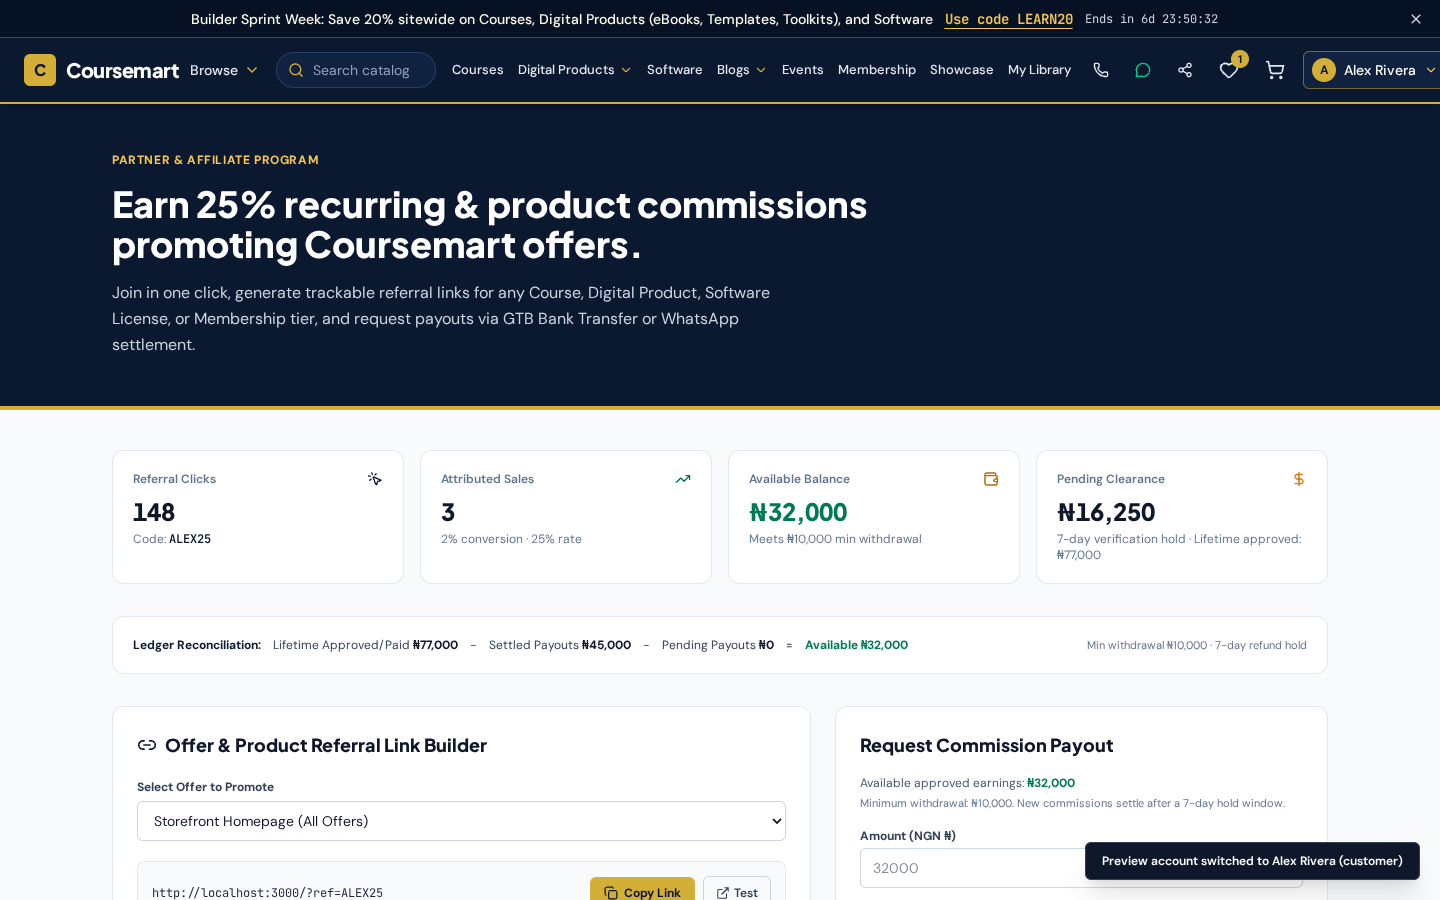 Builder Sprint Week: Save 20% sitewide on Courses, Digital Products (eBooks, Templates, Toolkits), and Software Use code LEARN20 Ends in 6d 23:50:32
C Coursemart Browse Search catalog Courses Digital Products Software Blogs Events Membership Showcase My Library 1 A Alex Rivera
PARTNER & AFFILIATE PROGRAM
Earn 25% recurring & product commissions
promoting Coursemart offers.
Join in one click, generate trackable referral links for any Course, Digital Product, Software
License, or Membership tier, and request payouts via GTB Bank Transfer or WhatsApp
settlement.
Referral Clicks
148
Code: ALEX25
Attributed Sales
3
2% conversion · 25% rate
Available Balance
₦32,000
Meets ₦10,000 min withdrawal
Pending Clearance
₦16,250
7-day verification hold · Lifetime approved:
₦77,000
Ledger Reconciliation: Lifetime Approved/Paid ₦77,000 - Settled Payouts ₦45,000 - Pending Payouts ₦0 = Available ₦32,000 Min withdrawal ₦10,000 · 7-day refund hold
Offer & Product Referral Link Builder
Select Offer to Promote
Storefront Homepage (All Offers)
http://localhost:3000/?ref=ALEX25 Copy Link Test
Request Commission Payout
Available approved earnings: ₦32,000
Minimum withdrawal: ₦10,000. New commissions settle after a 7-day hold window.
Amount (NGN ₦)
32000
Preview account switched to Alex Rivera (customer)